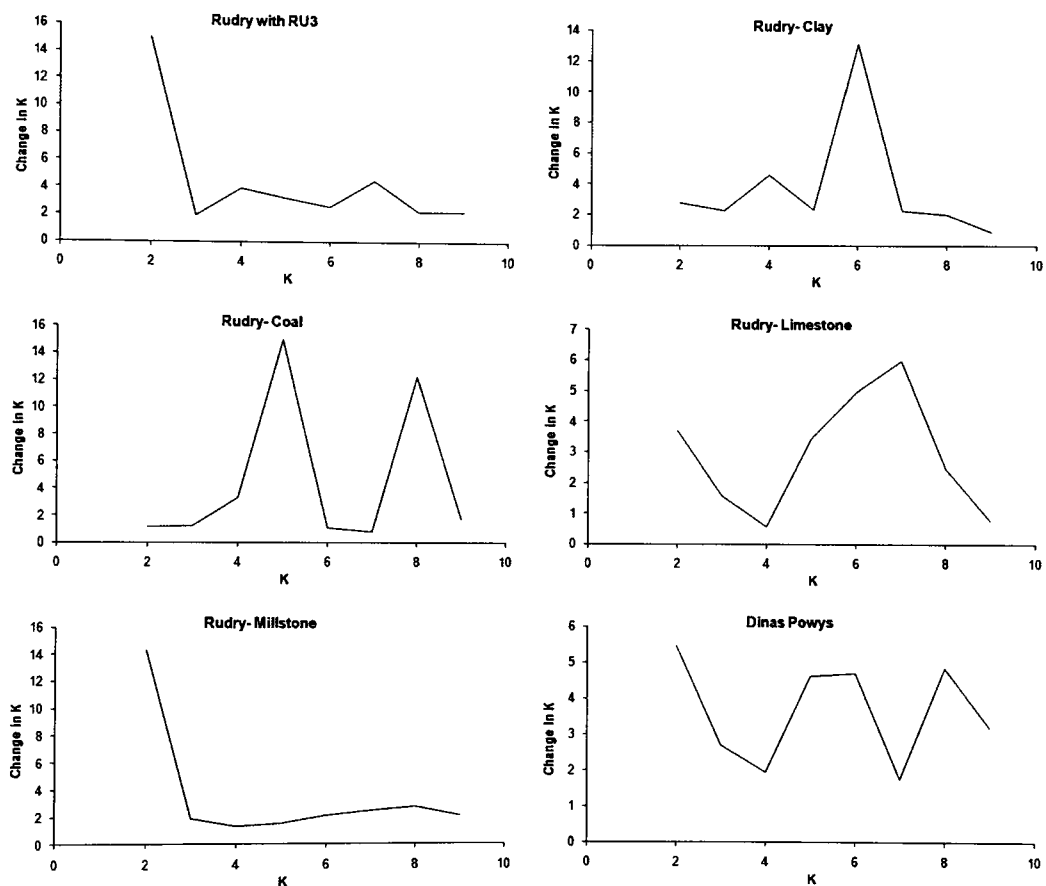 Rudry with RU3
16
14
12
10
8
6
4
2
0
Change in K
0 2 4 6 8 10
K
Rudry- Clay
14
12
10
8
6
4
2
0
Change in K
0 2 4 6 8 10
K
Rudry- Coal
16
14
12
10
8
6
4
2
0
Change in K
0 2 4 6 8 10
K
Rudry- Limestone
7
6
5
4
3
2
1
0
Change in K
0 2 4 6 8 10
K
Rudry- Millstone
16
14
12
10
8
6
4
2
0
Change in K
0 2 4 6 8 10
K
Dinas Powys
6
5
4
3
2
1
0
Change in K
0 2 4 6 8 10
K